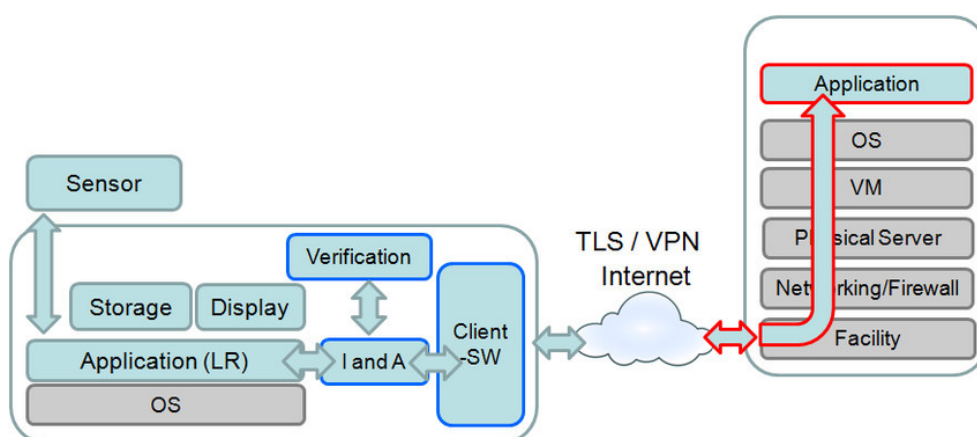 Sensor
Storage
Display
Verification
Application (LR)
I and A
Client
-SW
OS
TLS / VPN
Internet
Application
OS
VM
Physical Server
Networking/Firewall
Facility